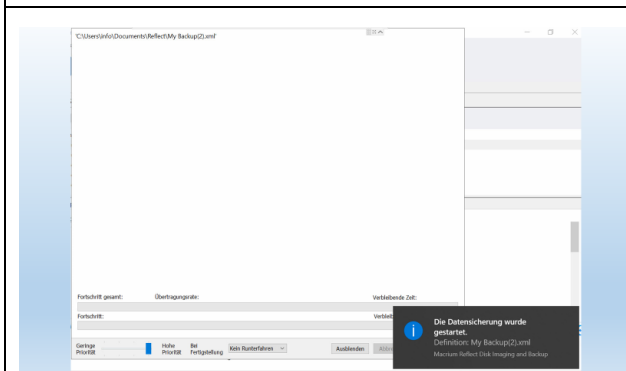 'C:\Users\info\Documents\Reflect\My Backup(2).xml'
Fortschritt gesamt: Übertragungsrate: Verbleibende Zeit:
Fortschritt:
Geringe Priorität
Hohe Priorität
Bei Fertigstellung
Kein Runterfahren
Ausblenden
Die Datensicherung wurde
gestartet.
Definition: My Backup(2).xml
Macrium Reflect Disk Imaging and Backup